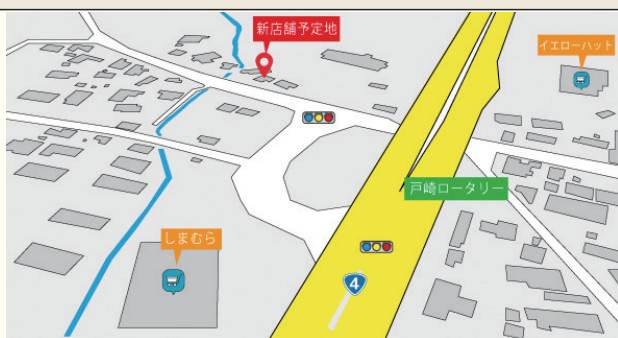 新店舗予定地
イエローハット
戸崎ロータリー
しまむら
4